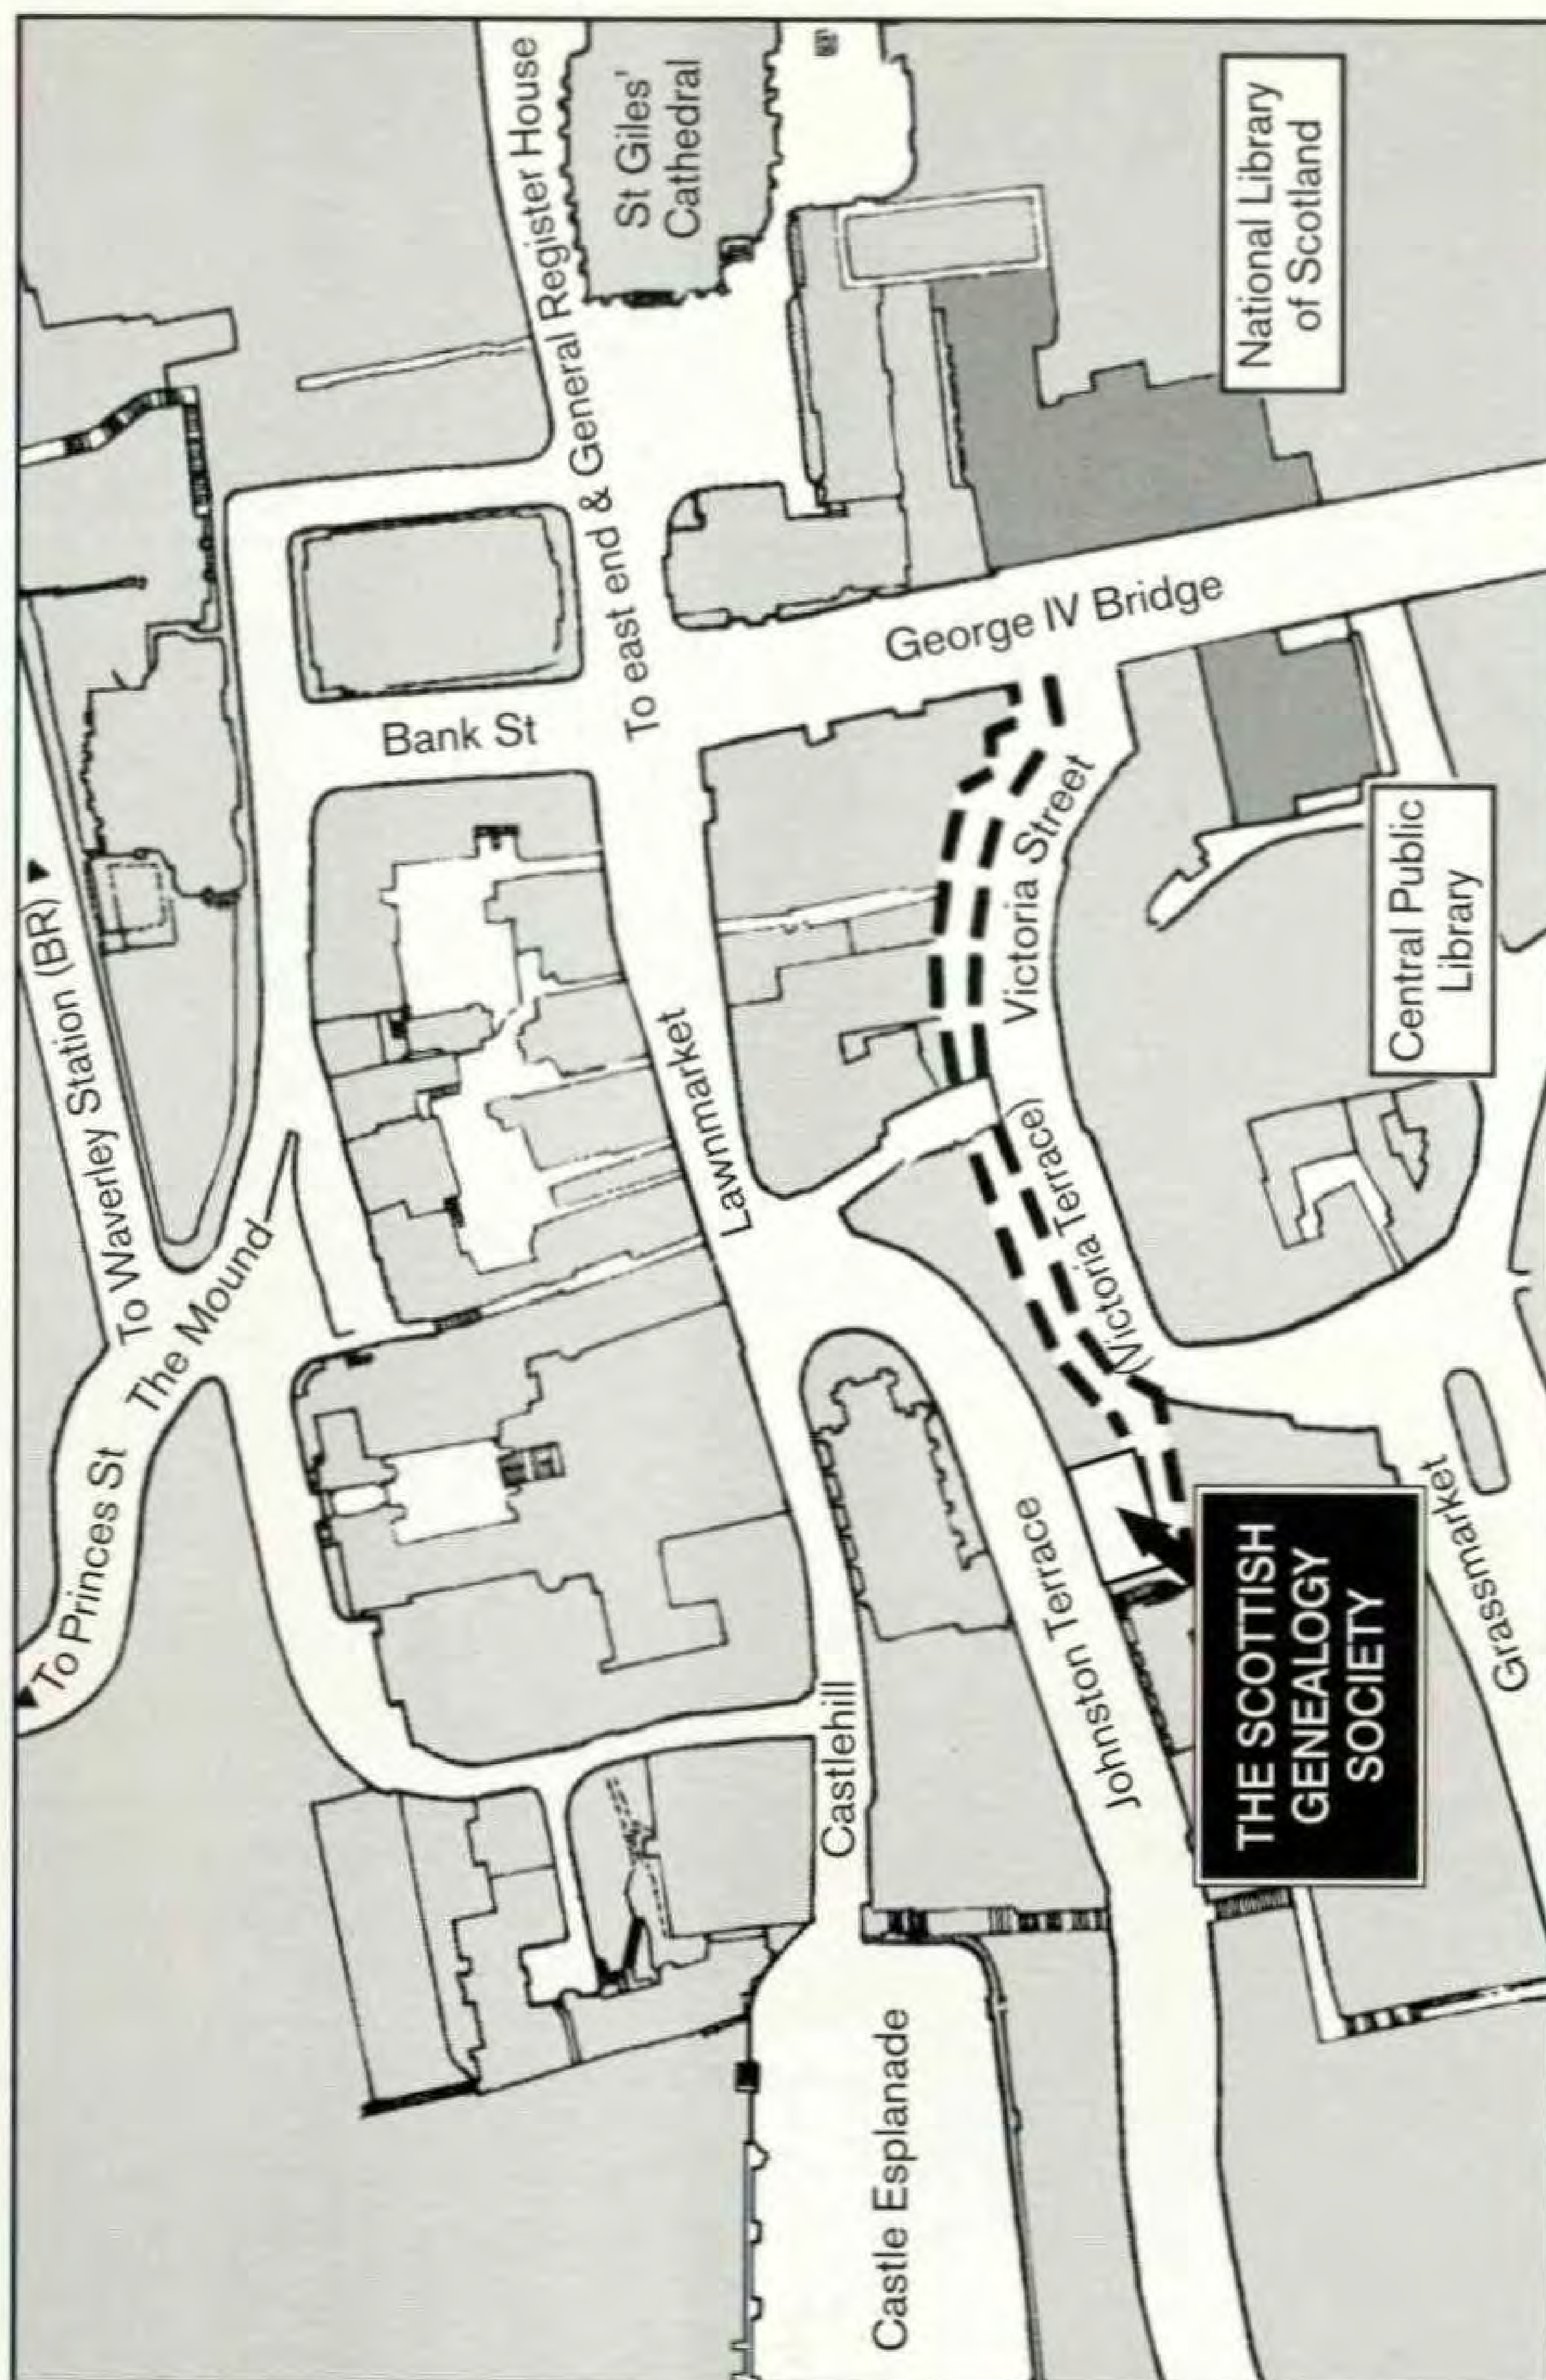 To Princes St
The Mound
To Waverley Station (BR)
Bank St
To east end & General Register House
St Giles'
Cathedral
Castle Esplanade
Castlehill
Lawnmarket
George IV Bridge
Johnston Terrace
(Victoria Terrace)
Victoria Street
National Library
of Scotland
THE SCOTTISH
GENEALOGY
SOCIETY
Central Public
Library
Grassmarket